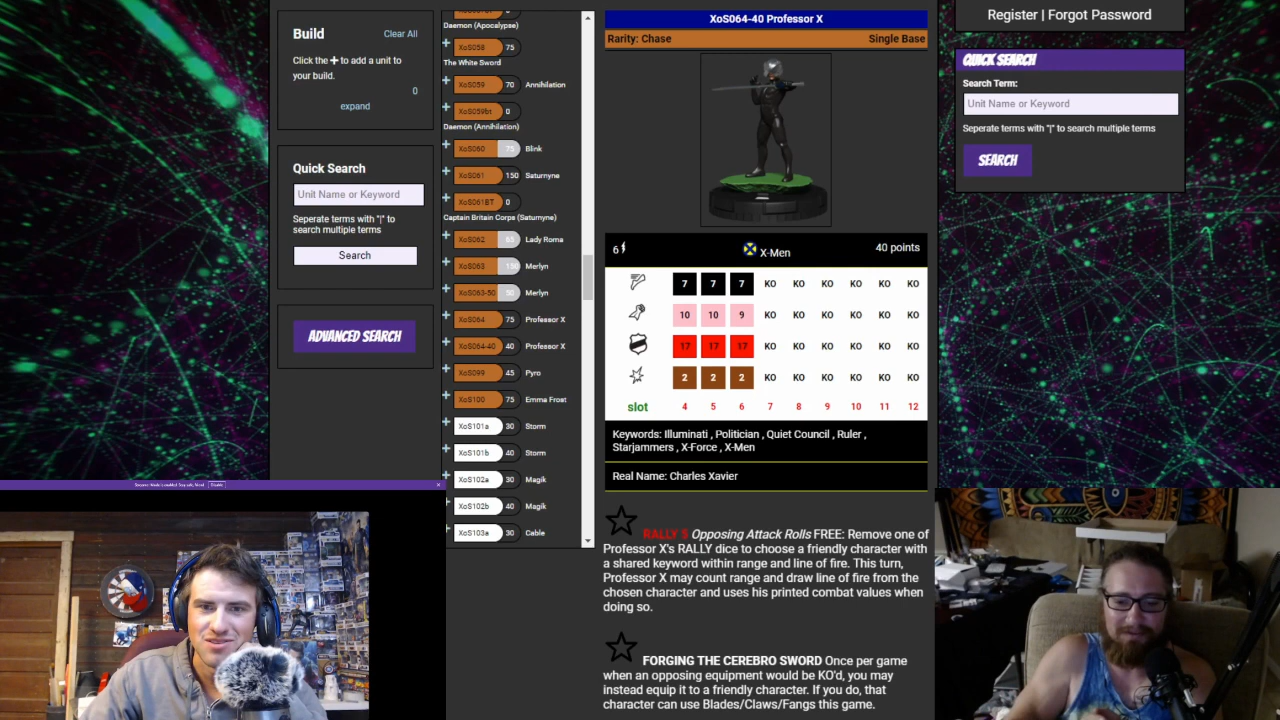 Build
Clear All
Click the ✚ to add a unit to
your build.
0
expand
Quick Search
Unit Name or Keyword
Seperate terms with "|" to
search multiple terms
Search
ADVANCED SEARCH
Daemon (Apocalypse)
XoS058 75
The White Sword
XoS059 70 Annihilation
XoS059bt 0
Daemon (Annihilation)
XoS060 75 Blink
XoS061 150 Saturnyne
XoS061BT 0
Captain Britain Corps (Saturnyne)
XoS062 65 Lady Roma
XoS063 150 Merlyn
XoS063-50 50 Merlyn
XoS064 75 Professor X
XoS064-40 40 Professor X
XoS099 45 Pyro
XoS100 75 Emma Frost
XoS101a 30 Storm
XoS101b 40 Storm
XoS102a 30 Magik
XoS102b 40 Magik
XoS103a 30 Cable
XoS064-40 Professor X
Rarity: Chase
Single Base
6
X-Men
40 points
7 7 7 KO KO KO KO KO KO
10 10 9 KO KO KO KO KO KO
17 17 17 KO KO KO KO KO KO
2 2 2 KO KO KO KO KO KO
slot 4 5 6 7 8 9 10 11 12
Keywords: Illuminati , Politician , Quiet Council , Ruler ,
Starjammers , X-Force , X-Men
Real Name: Charles Xavier
RALLY 5 Opposing Attack Rolls FREE: Remove one of
Professor X's RALLY dice to choose a friendly character with
a shared keyword within range and line of fire. This turn,
Professor X may count range and draw line of fire from the
chosen character and uses his printed combat values when
doing so.
FORGING THE CEREBRO SWORD Once per game
when an opposing equipment would be KO'd, you may
instead equip it to a friendly character. If you do, that
character can use Blades/Claws/Fangs this game.
Register | Forgot Password
QUICK SEARCH
Search Term:
Unit Name or Keyword
Seperate terms with "|" to search multiple terms
SEARCH